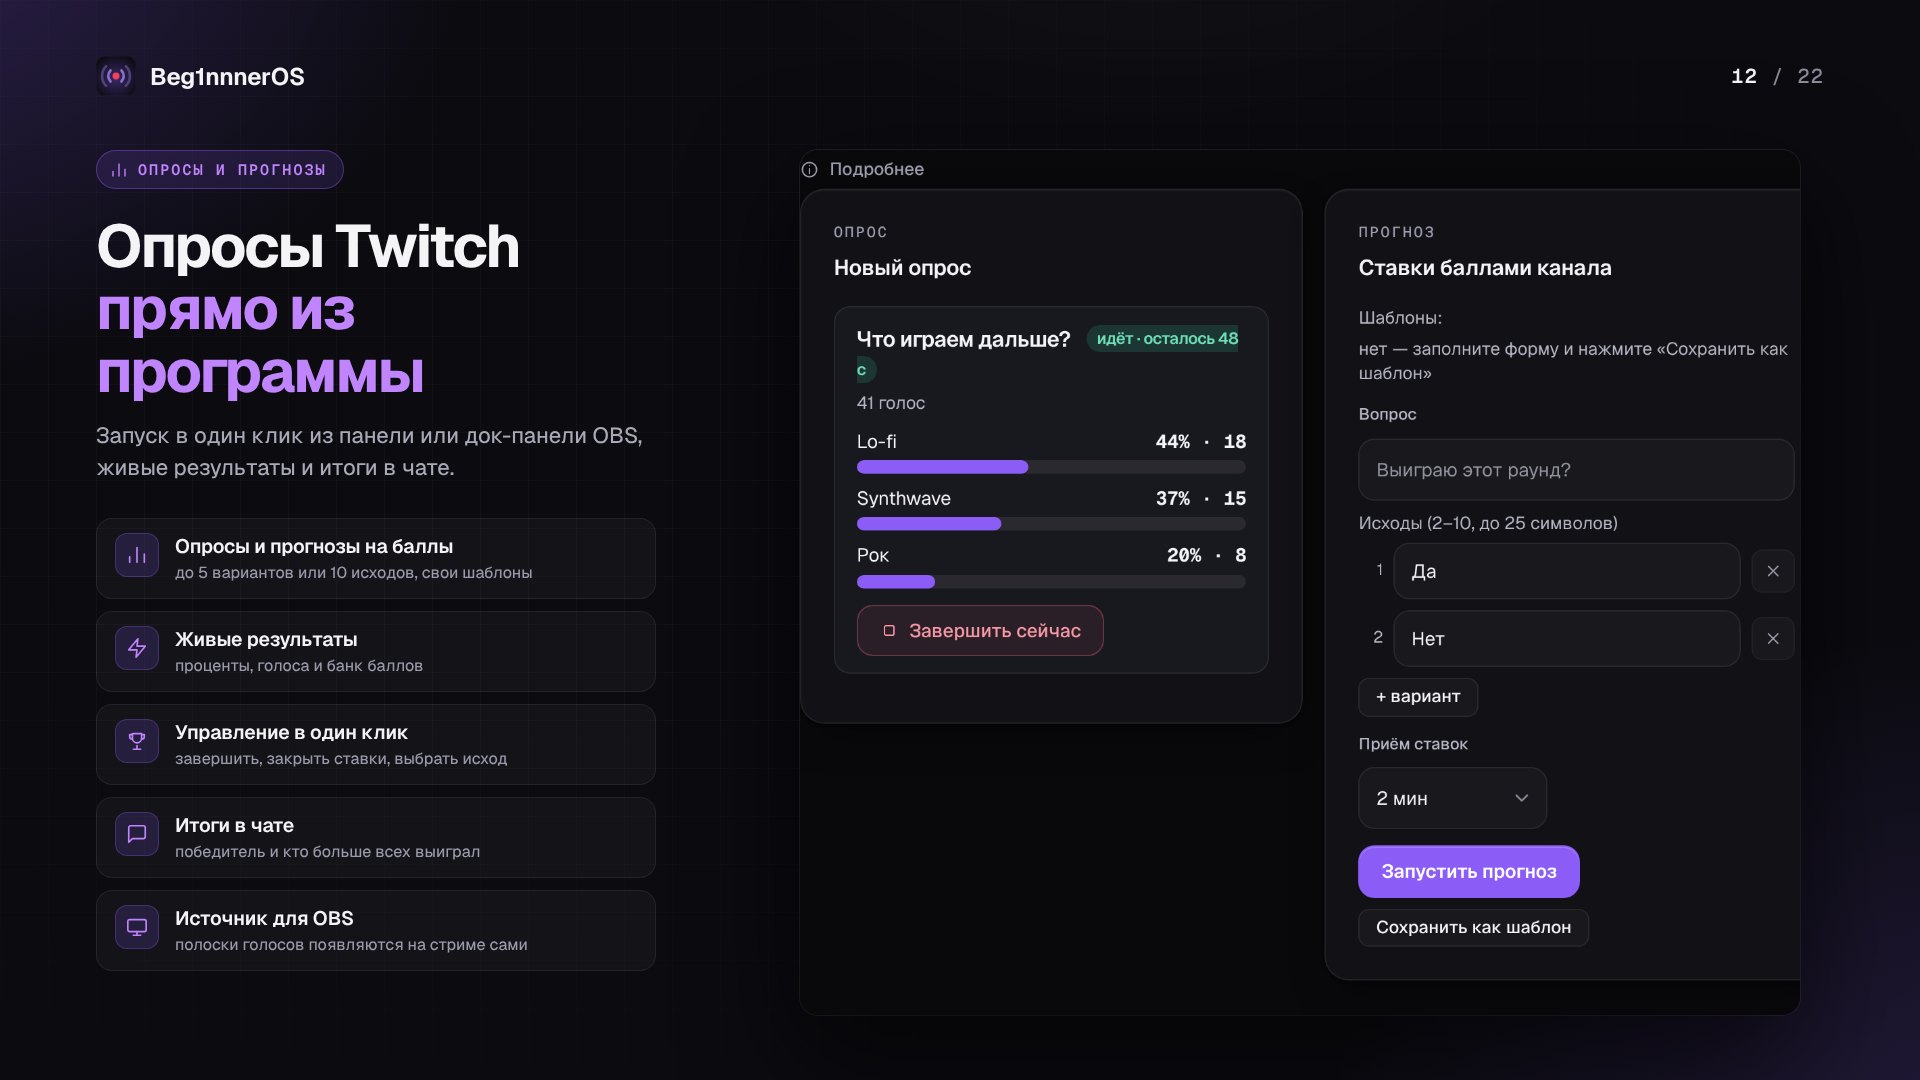 Beg1nnnerOS
12 / 22
ОПРОСЫ И ПРОГНОЗЫ
Опросы Twitch
прямо из
программы
Запуск в один клик из панели или док-панели OBS,
живые результаты и итоги в чате.
Опросы и прогнозы на баллы
до 5 вариантов или 10 исходов, свои шаблоны
Живые результаты
проценты, голоса и банк баллов
Управление в один клик
завершить, закрыть ставки, выбрать исход
Итоги в чате
победитель и кто больше всех выиграл
Источник для OBS
полоски голосов появляются на стриме сами
Подробнее
ОПРОС
Новый опрос
Что играем дальше? идёт · осталось 48
с
41 голос
Lo-fi 44% · 18
Synthwave 37% · 15
Рок 20% · 8
Завершить сейчас
ПРОГНОЗ
Ставки баллами канала
Шаблоны:
нет — заполните форму и нажмите «Сохранить как
шаблон»
Вопрос
Выиграю этот раунд?
Исходы (2–10, до 25 символов)
1 Да
2 Нет
+ вариант
Приём ставок
2 мин
Запустить прогноз
Сохранить как шаблон